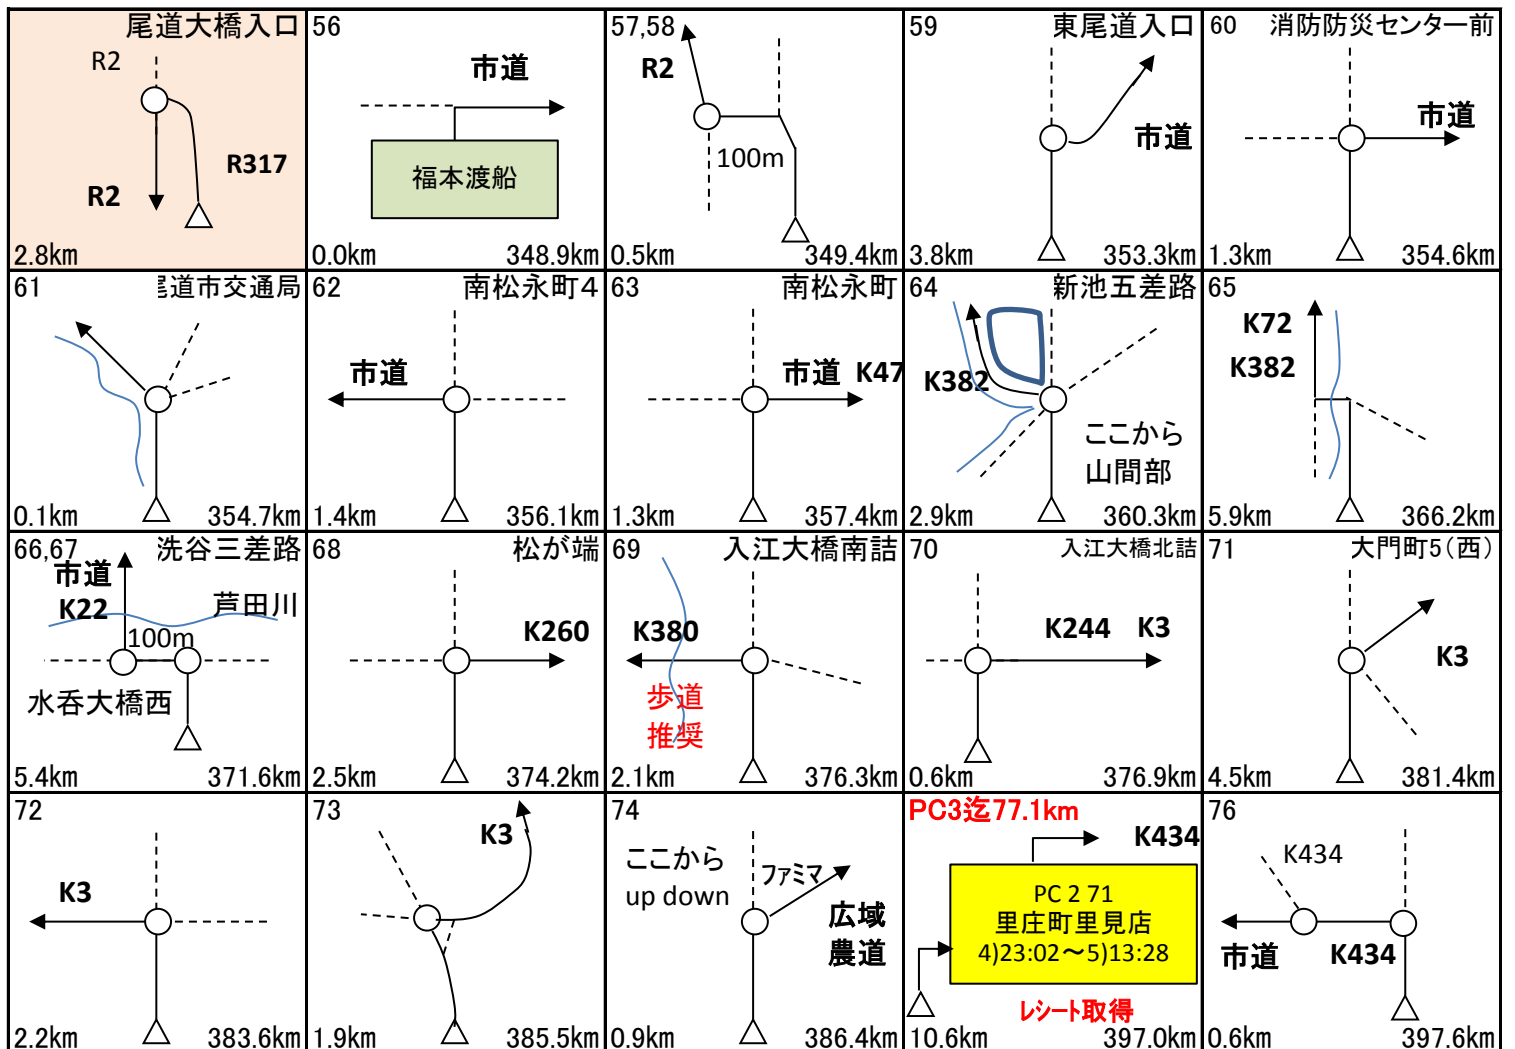 尾道大橋入口
R2
R317
R2
2.8km
56
市道
福本渡船
0.0km 348.9km
57,58
R2
100m
0.5km 349.4km
59 東尾道入口
市道
3.8km 353.3km
60 消防防災センター前
市道
1.3km 354.6km
61 尾道市交通局
0.1km 354.7km
62 南松永町4
市道
1.4km 356.1km
63 南松永町
市道 K47
1.3km 357.4km
64 新池五差路
K382
ここから
山間部
2.9km 360.3km
65
K72
K382
5.9km 366.2km
66,67 洗谷三差路
市道
K22 芦田川
100m
水呑大橋西
5.4km 371.6km
68 松が端
K260
2.5km 374.2km
69 入江大橋南詰
K380
歩道
推奨
2.1km 376.3km
70 入江大橋北詰
K244 K3
0.6km 376.9km
71 大門町5(西)
K3
4.5km 381.4km
72
K3
2.2km 383.6km
73
K3
1.9km 385.5km
74
ここから
up down
ファミマ
広域
農道
0.9km 386.4km
PC3迄77.1km
K434
PC 2 71
里庄町里見店
4)23:02~5)13:28
レシート取得
10.6km 397.0km
76
K434
市道 K434
0.6km 397.6km